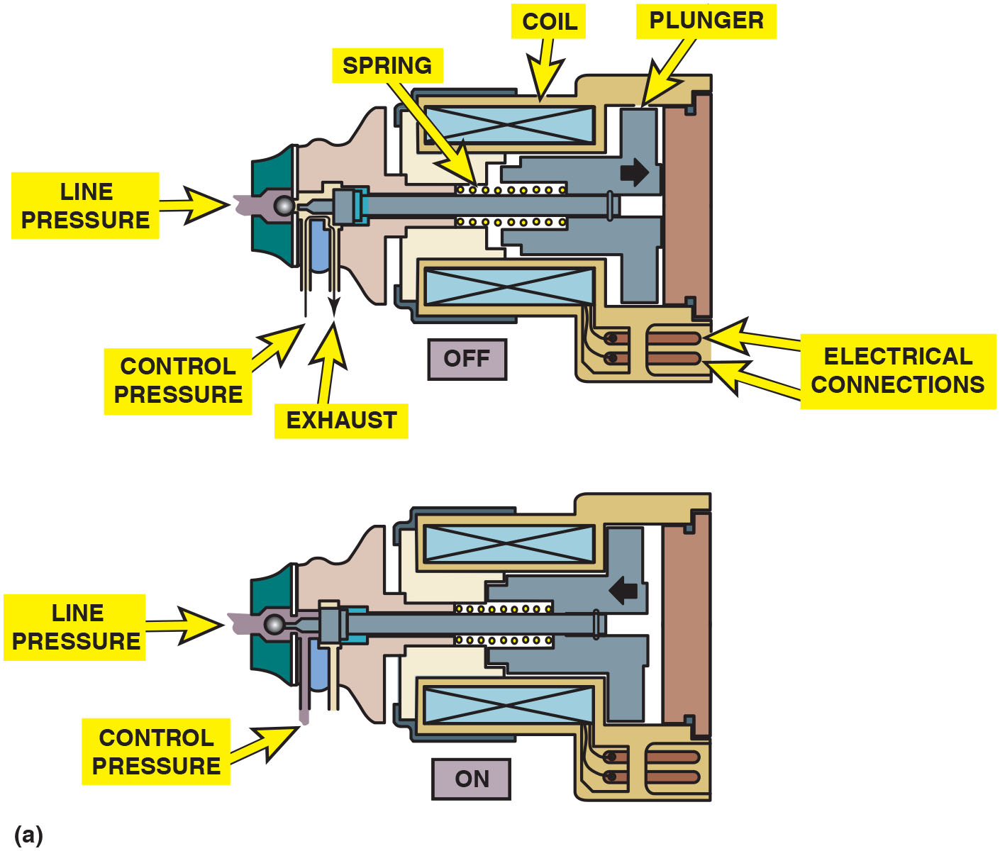 COIL
PLUNGER
SPRING
LINE
PRESSURE
CONTROL
PRESSURE
EXHAUST
OFF
ELECTRICAL
CONNECTIONS
LINE
PRESSURE
CONTROL
PRESSURE
ON
(a)